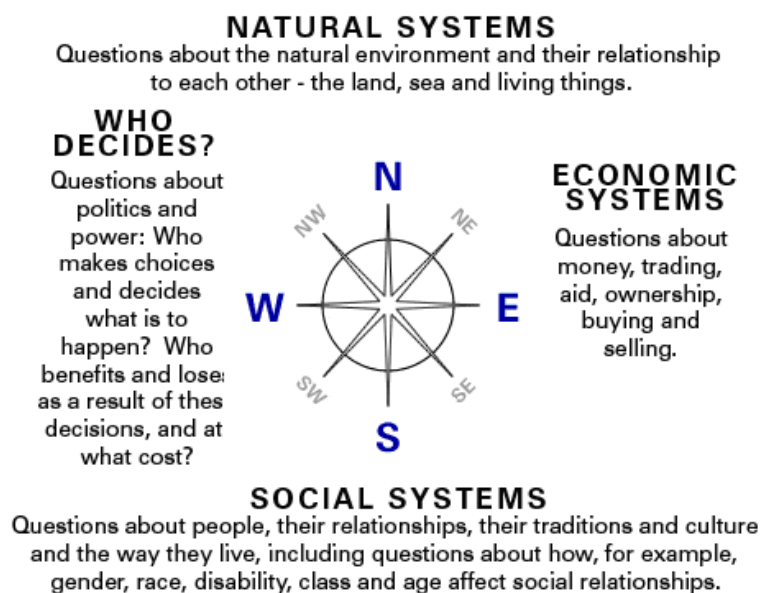 NATURAL SYSTEMS
Questions about the natural environment and their relationship
to each other - the land, sea and living things.
WHO
DECIDES?
Questions about
politics and
power: Who
makes choices
and decides
what is to
happen? Who
benefits and lose
as a result of thes
decisions, and at
what cost?
N
NW
NE
W
E
SW
SE
S
ECONOMIC
SYSTEMS
Questions about
money, trading,
aid, ownership,
buying and
selling.
SOCIAL SYSTEMS
Questions about people, their relationships, their traditions and culture
and the way they live, including questions about how, for example,
gender, race, disability, class and age affect social relationships.